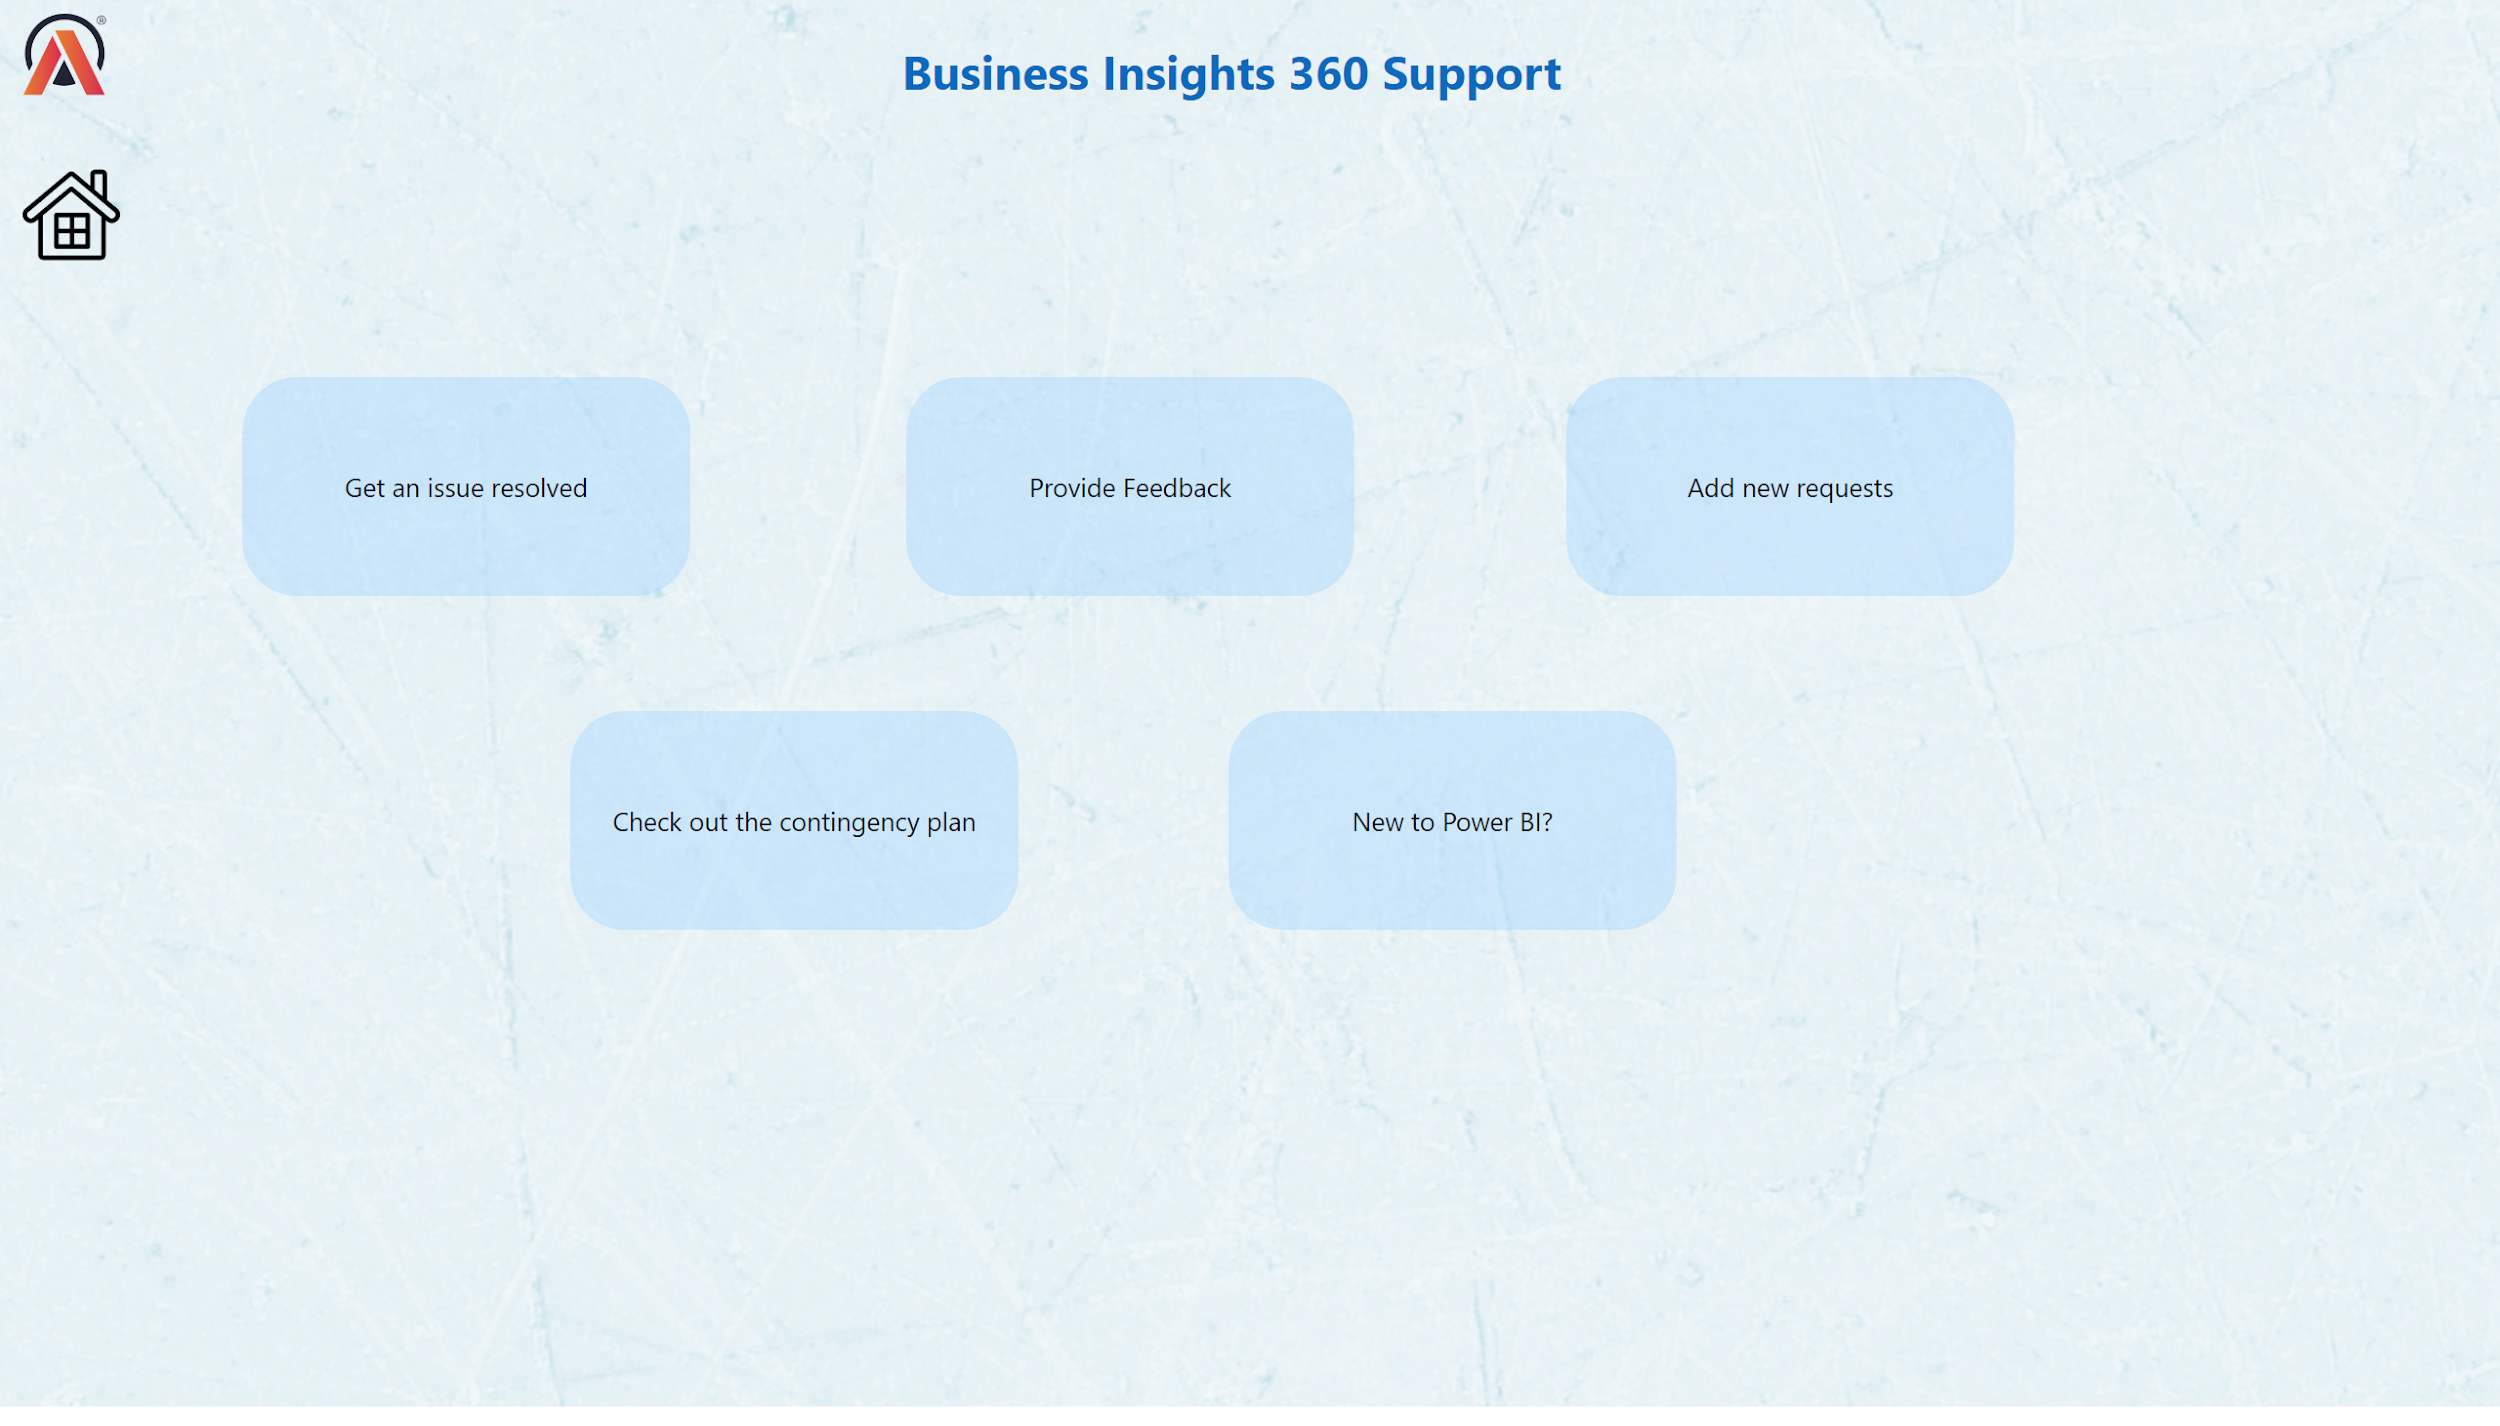 ®
Business Insights 360 Support
Get an issue resolved
Provide Feedback
Add new requests
Check out the contingency plan
New to Power BI?